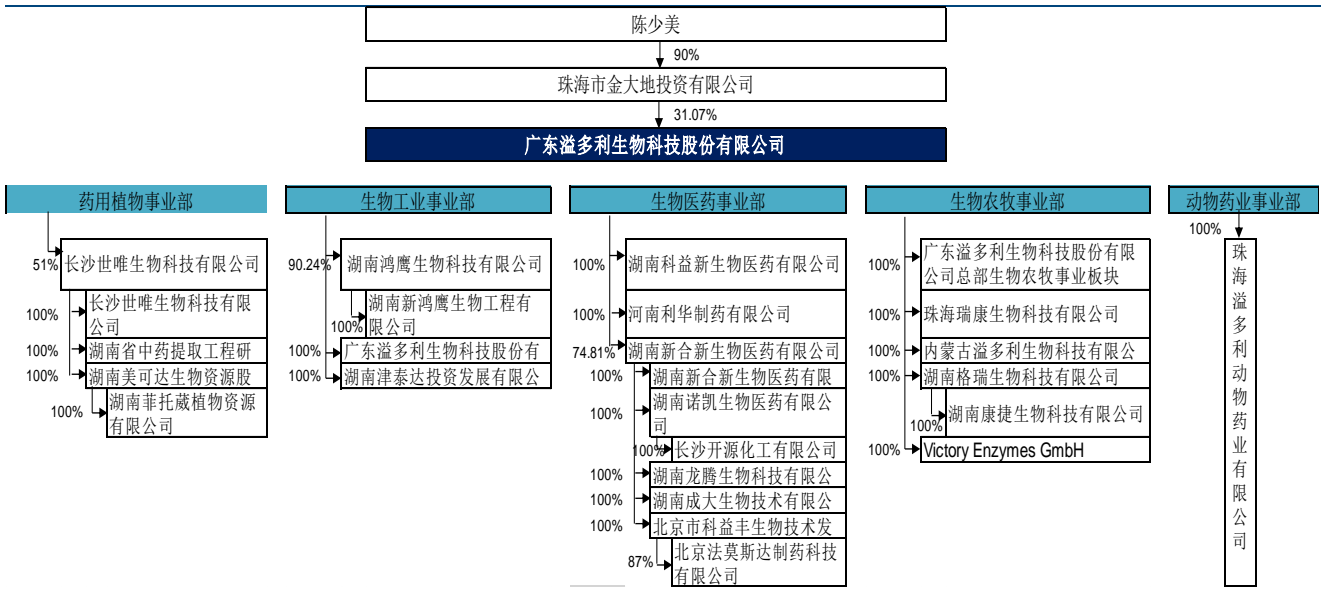 陈少美
90%
珠海市金大地投资有限公司
31.07%
广东溢多利生物科技股份有限公司
药用植物事业部
51%
长沙世唯生物科技有限公司
100%
长沙世唯生物科技有限
公司
100%
湖南省中药提取工程研
100%
湖南美可达生物资源股
100%
湖南菲托葳植物资源
有限公司
生物工业事业部
90.24%
湖南鸿鹰生物科技有限公司
100%
湖南新鸿鹰生物工程有
限公司
100%
广东溢多利生物科技股份有
100%
湖南津泰达投资发展有限公
生物医药事业部
100%
湖南科益新生物医药有限公司
100%
河南利华制药有限公司
74.81%
湖南新合新生物医药有限公司
100%
湖南新合新生物医药有限
100%
湖南诺凯生物医药有限公
司
100%
长沙开源化工有限公司
100%
湖南龙腾生物科技有限公
100%
湖南成大生物技术有限公
100%
北京市科益丰生物技术发
87%
北京法莫斯达制药科技
有限公司
生物农牧事业部
100%
广东溢多利生物科技股份有限
公司总部生物农牧事业板块
100%
珠海瑞康生物科技有限公司
100%
内蒙古溢多利生物科技有限公
100%
湖南格瑞生物科技有限公司
100%
湖南康捷生物科技有限公司
100%
Victory Enzymes GmbH
动物药业事业部
100%
珠海溢多利动物药业有限公司